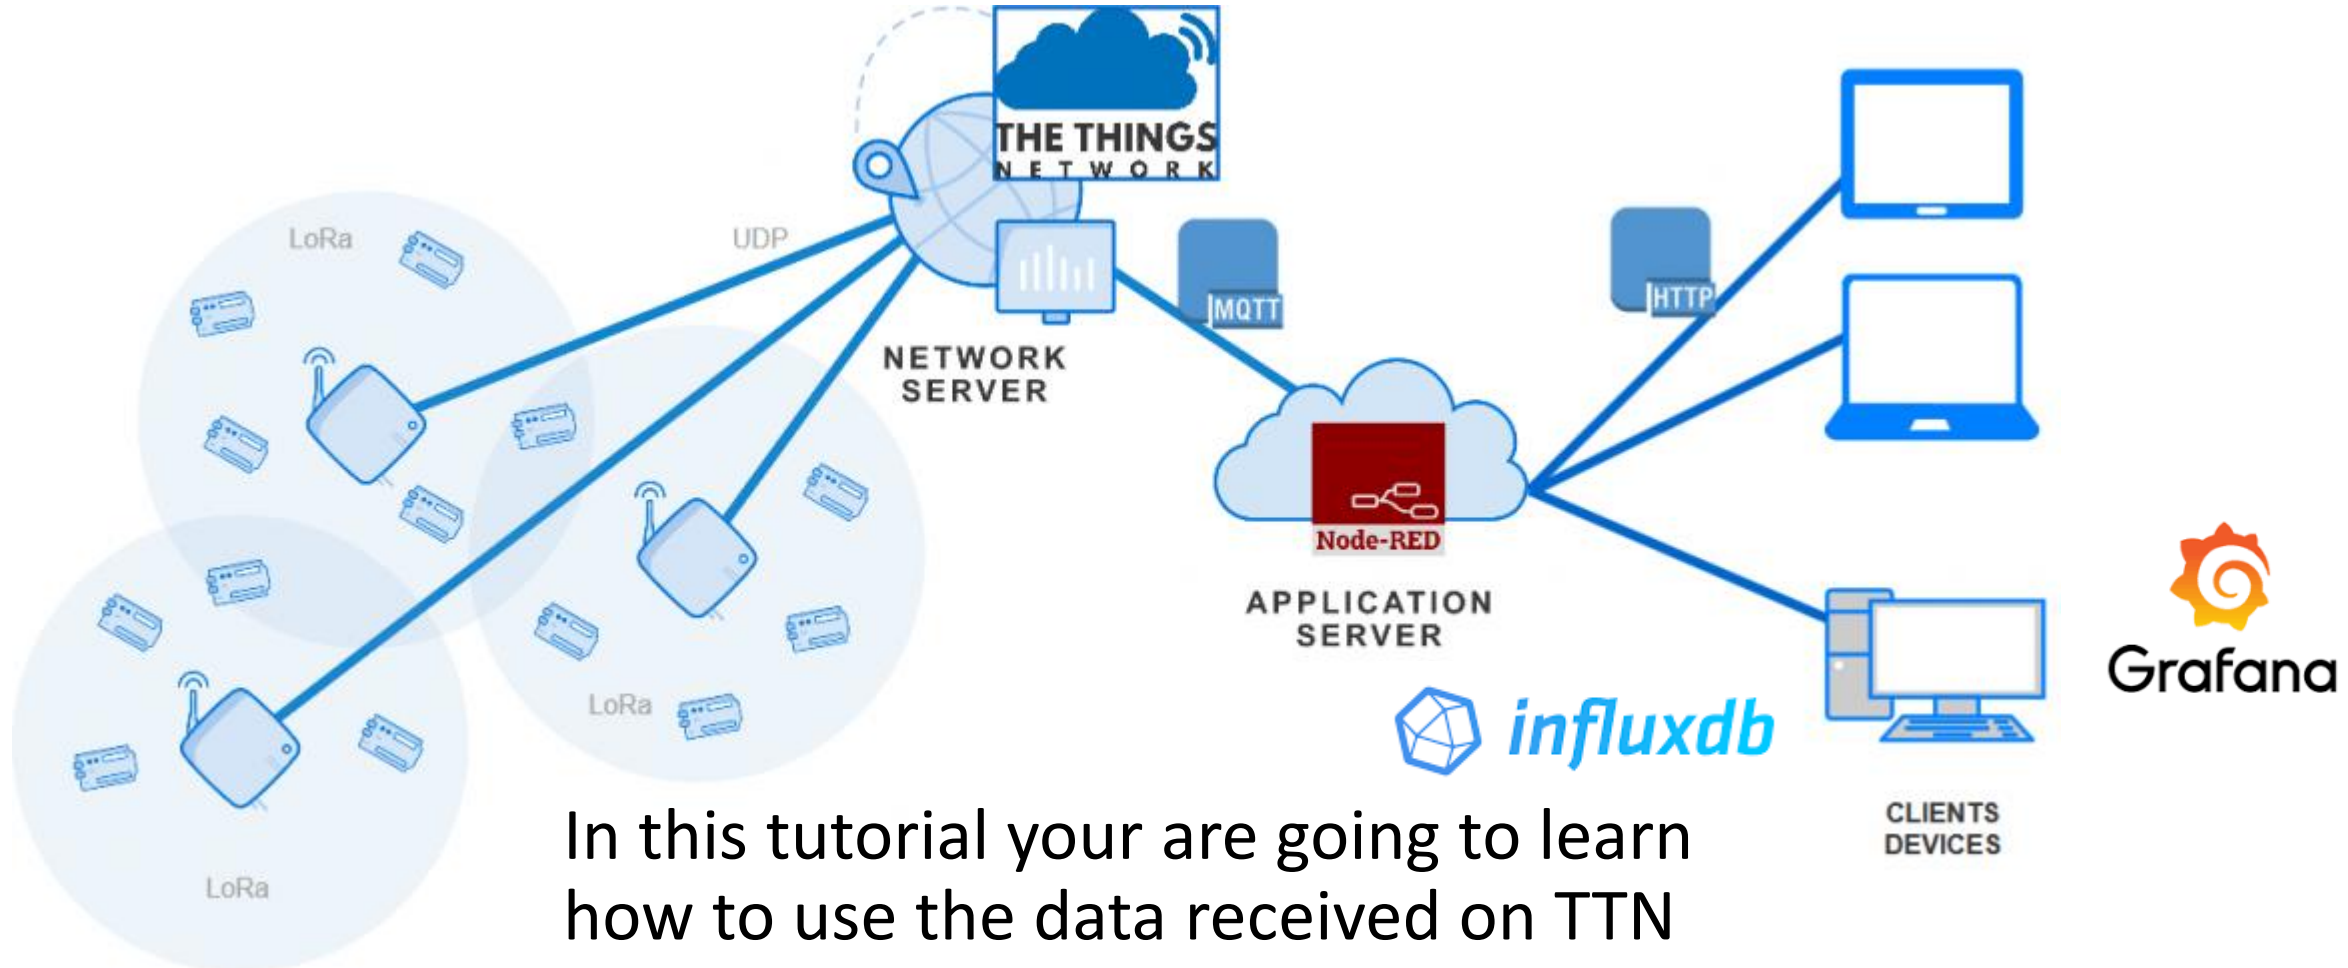 THE THINGS
NETWORK
LoRa
UDP
MQTT
HTTP
NETWORK
SERVER
Node-RED
APPLICATION
SERVER
Grafana
LoRa
influxdb
CLIENTS
DEVICES
LoRa
In this tutorial your are going to learn
how to use the data received on TTN